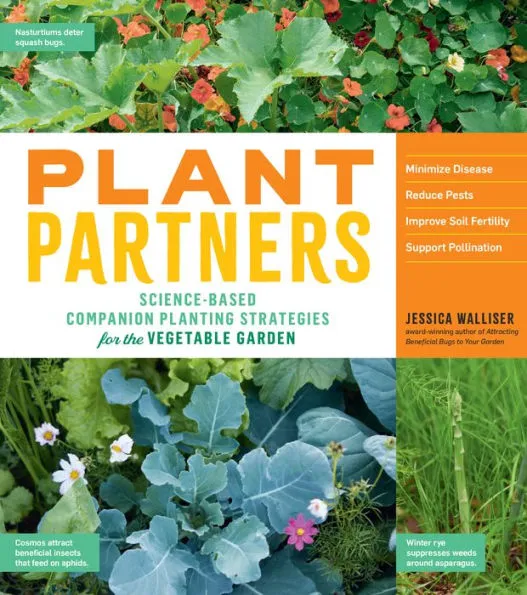 Nasturtiums deter
squash bugs.
PLANT
PARTNERS
SCIENCE-BASED
COMPANION PLANTING STRATEGIES
for the VEGETABLE GARDEN
Minimize Disease
Reduce Pests
Improve Soil Fertility
Support Pollination
JESSICA WALLISER
award-winning author of Attracting
Beneficial Bugs to Your Garden
Cosmos attract
beneficial insects
that feed on aphids.
Winter rye
suppresses weeds
around asparagus.